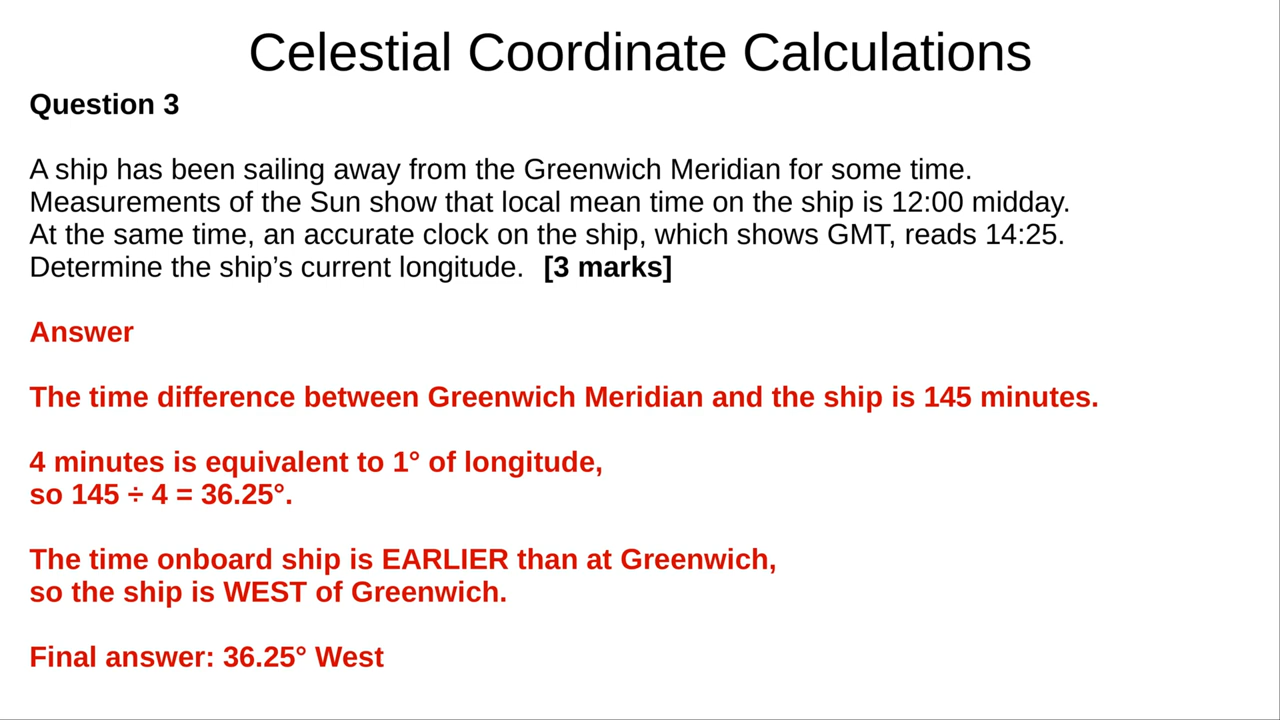 Celestial Coordinate Calculations
Question 3
A ship has been sailing away from the Greenwich Meridian for some time.
Measurements of the Sun show that local mean time on the ship is 12:00 midday.
At the same time, an accurate clock on the ship, which shows GMT, reads 14:25.
Determine the ship’s current longitude. [3 marks]
Answer
The time difference between Greenwich Meridian and the ship is 145 minutes.
4 minutes is equivalent to 1° of longitude,
so 145 ÷ 4 = 36.25°.
The time onboard ship is EARLIER than at Greenwich,
so the ship is WEST of Greenwich.
Final answer: 36.25° West